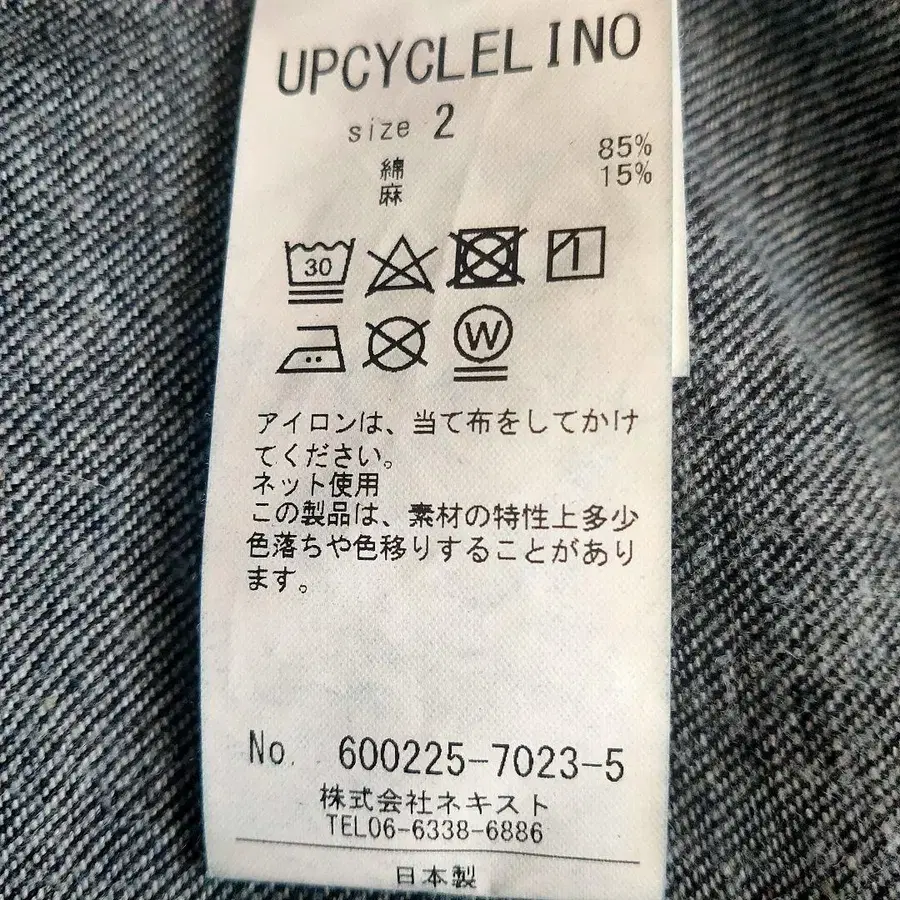 UPCYCLELINO
size 2
綿 85%
麻 15%
30
W
アイロンは、当て布をしてかけ
てください。
ネット使用
この製品は、素材の特性上多少
色落ちや色移りすることがあり
ます。
No. 600225-7023-5
株式会社ネキスト
TEL06-6338-6886
日本製